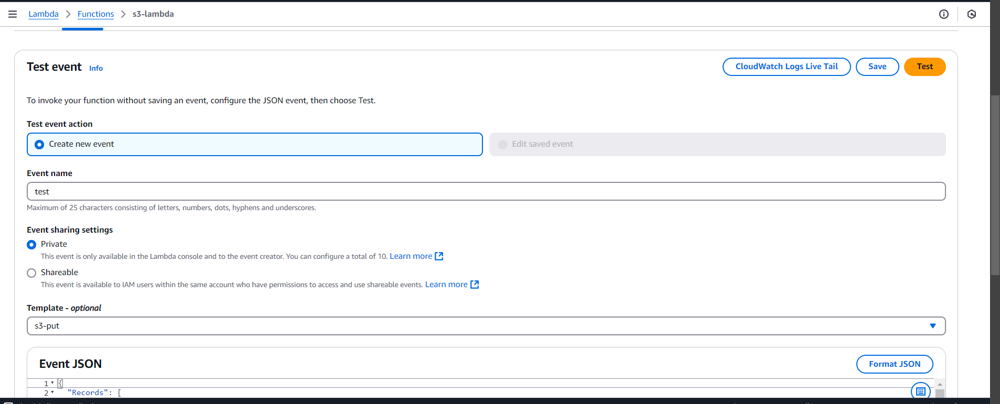 Lambda > Functions > s3-lambda
Test event Info
CloudWatch Logs Live Tail
Save
Test
To invoke your function without saving an event, configure the JSON event, then choose Test.
Test event action
Create new event
Edit saved event
Event name
test
Maximum of 25 characters consisting of letters, numbers, dots, hyphens and underscores.
Event sharing settings
Private
This event is only available in the Lambda console and to the event creator. You can configure a total of 10. Learn more
Shareable
This event is available to IAM users within the same account who have permissions to access and use shareable events. Learn more
Template - optional
s3-put
Event JSON
Format JSON
1 {
2 "Records": [